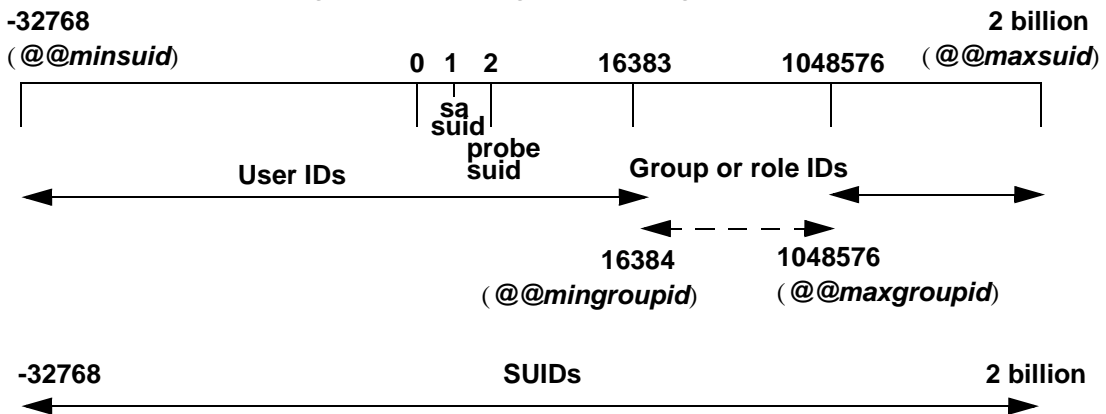 -32768 2 billion
(@@minsuid) (@@maxsuid)
0 1 2 16383 1048576
sa
suid
probe
suid
User IDs Group or role IDs
16384 1048576
(@@mingroupid) (@@maxgroupid)
-32768 SUIDs 2 billion